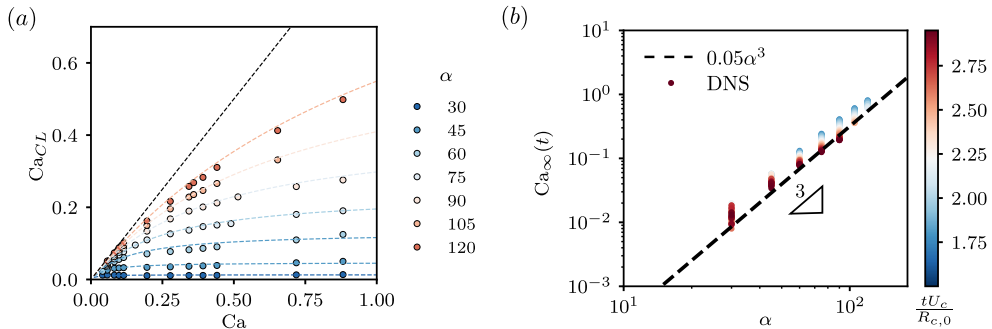 (a)
0.6
0.4
0.2
0.0
Ca_{CL}
0.00 0.25 0.50 0.75 1.00
Ca
α
30
45
60
75
90
105
120
(b)
10^1
10^0
10^{−1}
10^{−2}
10^{−3}
Ca_∞(t)
0.05α^3
DNS
3
10^1 10^2
α
2.75
2.50
2.25
2.00
1.75
tU_c
R_{c,0}